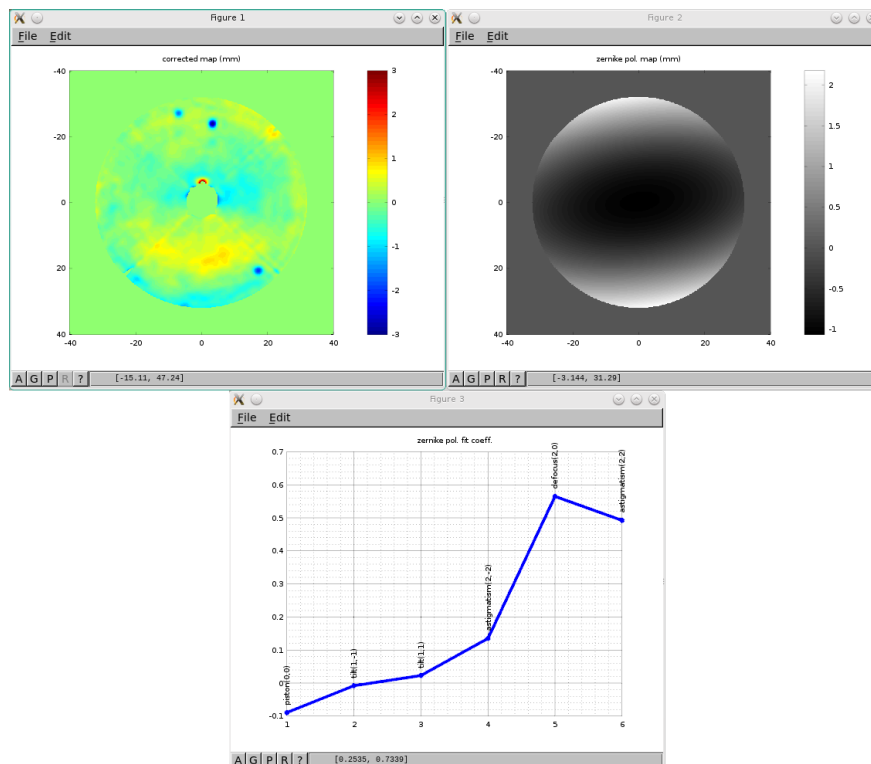 Figure 1
File Edit
corrected map (mm)
-40
-20
0
20
40
-40 -20 0 20 40
3
2
1
0
-1
-2
-3
A G P R ? [-15.11, 47.24]
Figure 2
File Edit
zernike pol. map (mm)
-40
-20
0
20
40
-40 -20 0 20 40
2
1.5
1
0.5
0
-0.5
-1
A G P R ? [-3.144, 31.29]
Figure 3
File Edit
zernike pol. fit coeff.
0.7
0.6
0.5
0.4
0.3
0.2
0.1
0
-0.1
1 2 3 4 5 6
piston(0,0)
tilt(1,-1)
tilt(1,1)
astigmatism(2,-2)
defocus(2,0)
astigmatism(2,2)
A G P R ? [0.2535, 0.7339]